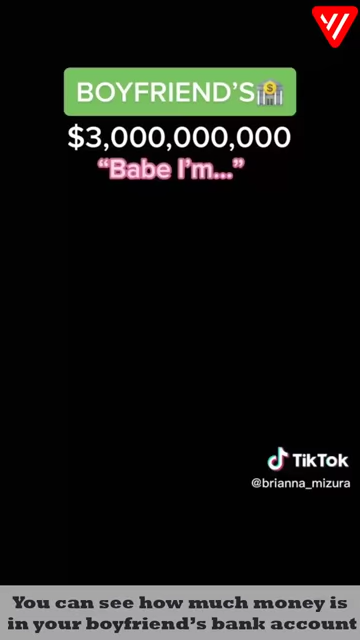 BOYFRIEND'S
$3,000,000,000
“Babe I'm...”
TikTok
@brianna_mizura
You can see how much money is
in your boyfriend's bank account